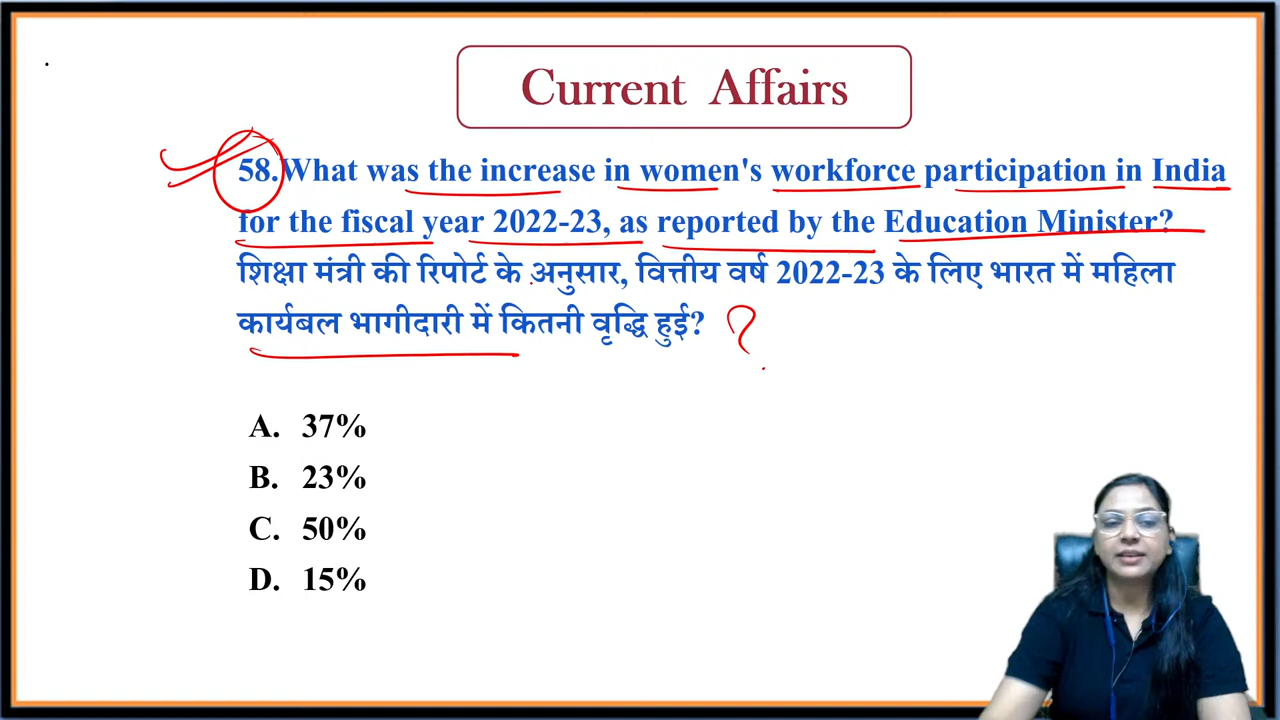 Current Affairs
58.What was the increase in women's workforce participation in India
for the fiscal year 2022-23, as reported by the Education Minister?
शिक्षा मंत्री की रिपोर्ट के अनुसार, वित्तीय वर्ष 2022-23 के लिए भारत में महिला
कार्यबल भागीदारी में कितनी वृद्धि हुई? ?
A. 37%
B. 23%
C. 50%
D. 15%